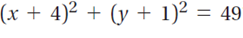 (x + 4)² + (y + 1)² = 49